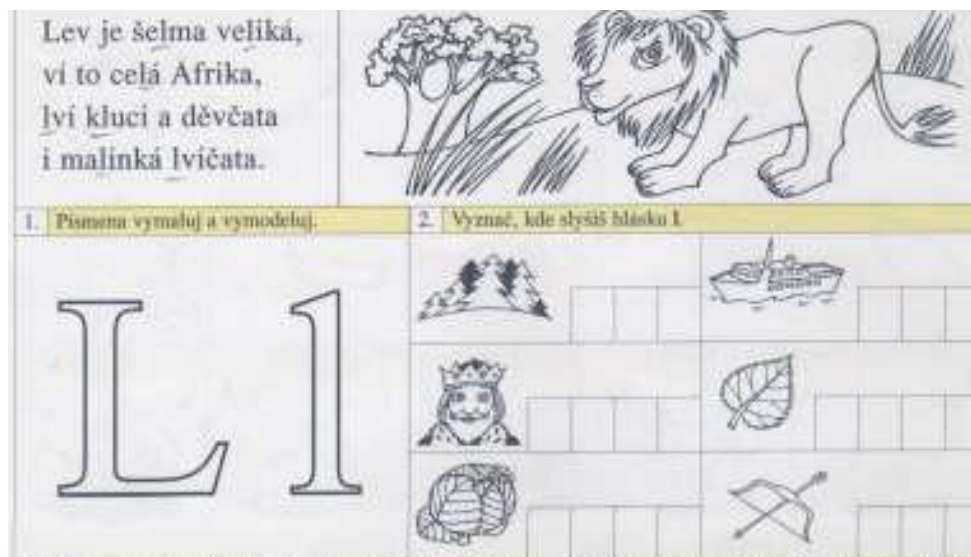 Lev je šelma veliká,
ví to celá Afrika,
lví kluci a děvčata
i malinká lvíčata.
1. Písmena vymaluj a vymodeluj.
2. Vyznač, kde slyšíš hlásku l.
L l